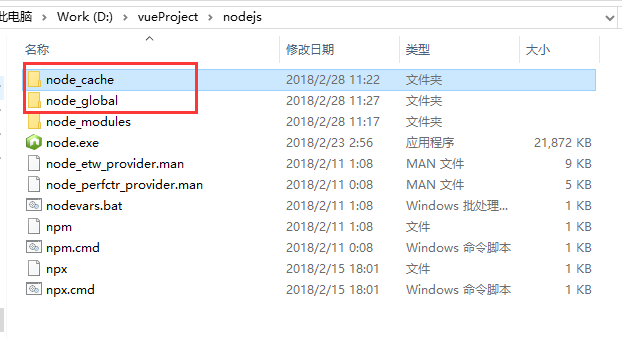 此电脑 > Work (D:) > vueProject > nodejs
名称 修改日期 类型 大小
node_cache 2018/2/28 11:22 文件夹
node_global 2018/2/28 11:27 文件夹
node_modules 2018/2/28 11:17 文件夹
node.exe 2018/2/23 2:56 应用程序 21,872 KB
node_etw_provider.man 2018/2/11 1:08 MAN 文件 9 KB
node_perfctr_provider.man 2018/2/11 0:08 MAN 文件 5 KB
nodevars.bat 2018/2/11 1:08 Windows 批处理... 1 KB
npm 2018/2/11 1:08 文件 1 KB
npm.cmd 2018/2/11 0:08 Windows 命令脚本 1 KB
npx 2018/2/15 18:01 文件 1 KB
npx.cmd 2018/2/15 18:01 Windows 命令脚本 1 KB